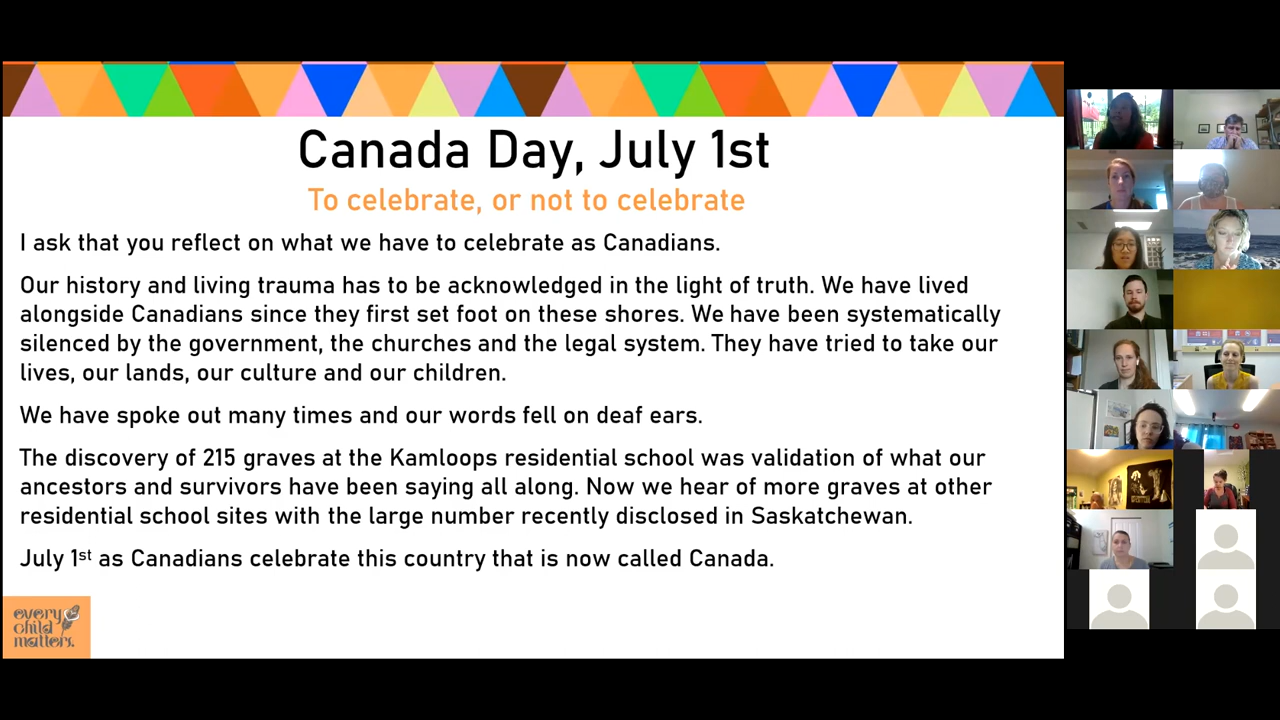 Canada Day, July 1st
To celebrate, or not to celebrate
I ask that you reflect on what we have to celebrate as Canadians.
Our history and living trauma has to be acknowledged in the light of truth. We have lived
alongside Canadians since they first set foot on these shores. We have been systematically
silenced by the government, the churches and the legal system. They have tried to take our
lives, our lands, our culture and our children.
We have spoke out many times and our words fell on deaf ears.
The discovery of 215 graves at the Kamloops residential school was validation of what our
ancestors and survivors have been saying all along. Now we hear of more graves at other
residential school sites with the large number recently disclosed in Saskatchewan.
July 1st as Canadians celebrate this country that is now called Canada.
every
child
matters.